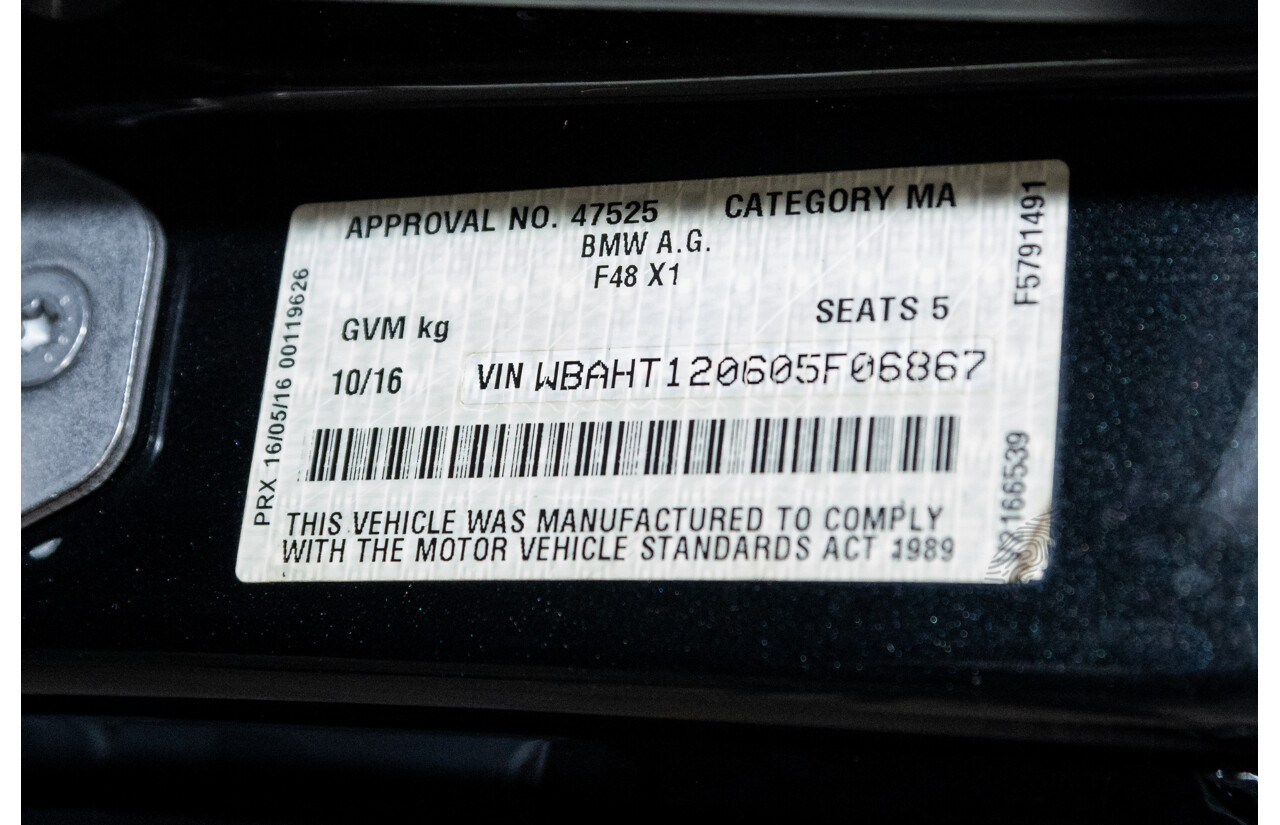 APPROVAL NO. 47525 CATEGORY MA
BMW A.G.
F48 X1
SEATS 5
GVM kg
10/16 VIN WBAHT120605F06867
THIS VEHICLE WAS MANUFACTURED TO COMPLY
WITH THE MOTOR VEHICLE STANDARDS ACT 1989
PRX 16/05/16 00119626
F5791491